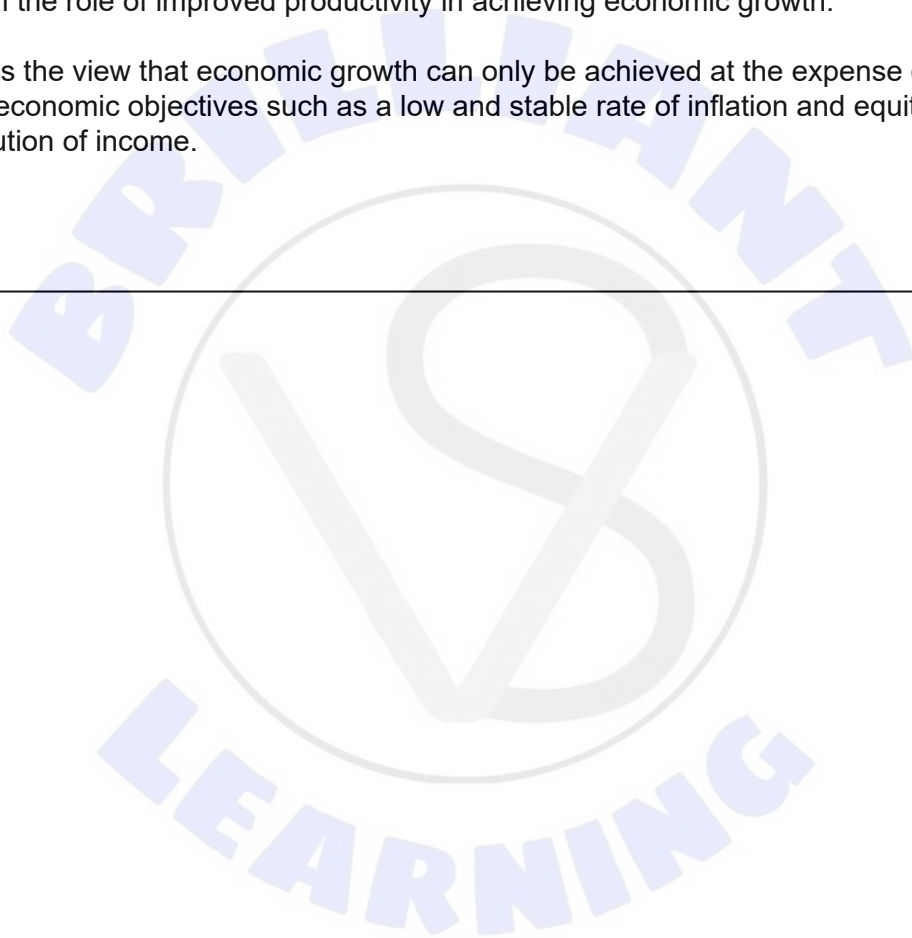 the role of improved productivity in achieving economic growth.
s the view that economic growth can only be achieved at the expense
economic objectives such as a low and stable rate of inflation and equit
ution of income.
BRILLIANT
VS
LEARNING